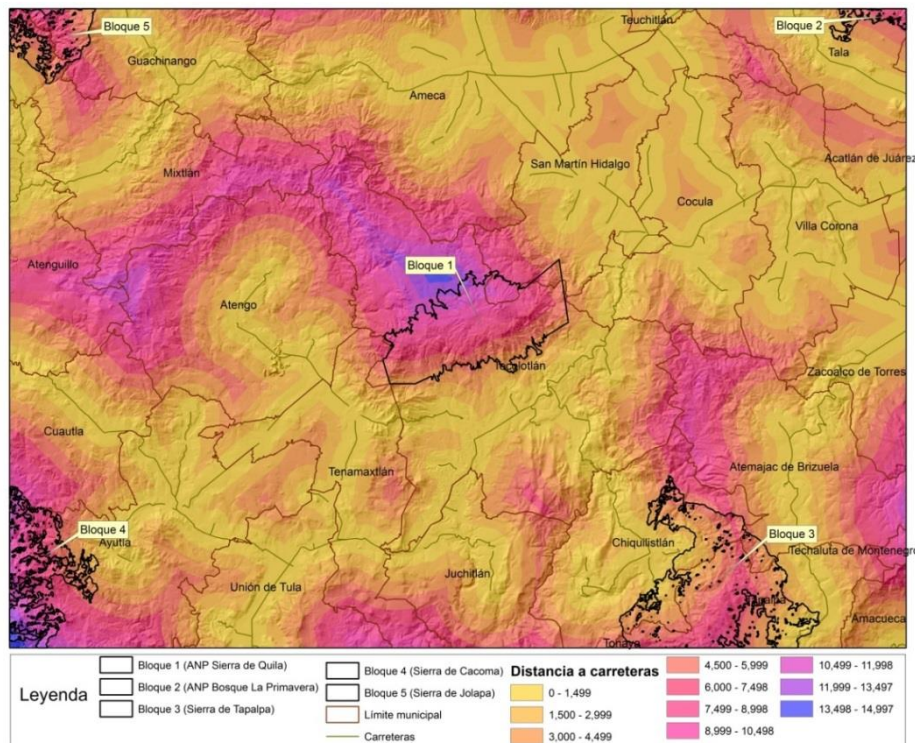 Bloque 5
Teuchitlán
Bloque 2
Tala
Guachinango
Ameca
San Martín Hidalgo
Acatlán de Juárez
Mixtlán
Cocula
Villa Corona
Atenguillo
Bloque 1
Atengo
Tecolotlán
Zacoalco de Torres
Cuautla
Tenamaxtlán
Atemajac de Brizuela
Bloque 4
Ayutla
Bloque 3
Chiquilistlán
Techaluta de Montenegro
Juchitlán
Unión de Tula
Tapalpa
Amacueca
Tonaya
Leyenda
Bloque 1 (ANP Sierra de Quila)
Bloque 2 (ANP Bosque La Primavera)
Bloque 3 (Sierra de Tapalpa)
Bloque 4 (Sierra de Cacoma)
Bloque 5 (Sierra de Jolapa)
Límite municipal
Carreteras
Distancia a carreteras
0 - 1,499
1,500 - 2,999
3,000 - 4,499
4,500 - 5,999
6,000 - 7,498
7,499 - 8,998
8,999 - 10,498
10,499 - 11,998
11,999 - 13,497
13,498 - 14,997